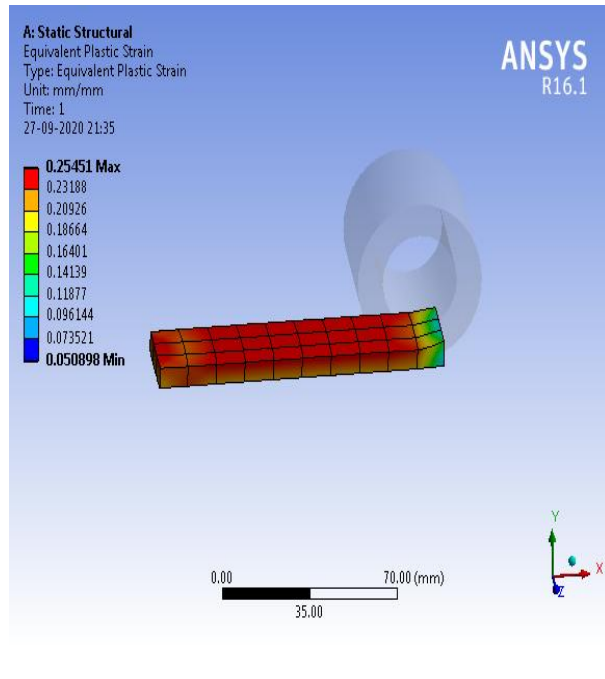 A: Static Structural
Equivalent Plastic Strain
Type: Equivalent Plastic Strain
Unit: mm/mm
Time: 1
27-09-2020 21:35
ANSYS
R16.1
0.25451 Max
0.23188
0.20926
0.18664
0.16401
0.14139
0.11877
0.096144
0.073521
0.050898 Min
Y
X
Z
0.00 70.00 (mm)
35.00